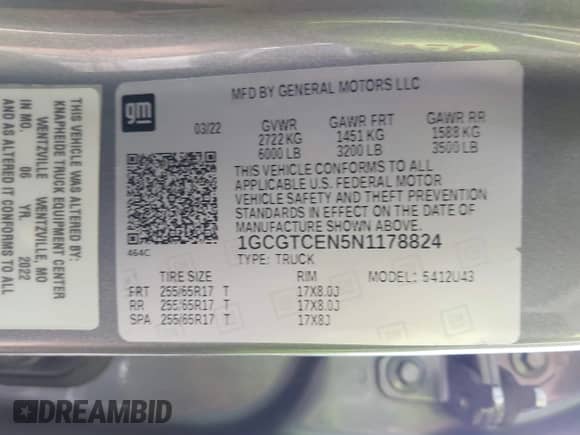 THIS VEHICLE WAS ALTERED BY:
KNAPHEIDE TRUCK EQUIPMENT CENTER
WENTZVILLE WENTZVILLE, MO
IN MO. 06 YR. 2022
AND AS ALTERED IT CONFORMS TO ALL
gm
MFD BY GENERAL MOTORS LLC
03/22 GVWR GAWR FRT GAWR RR
2722 KG 1451 KG 1588 KG
6000 LB 3200 LB 3500 LB
THIS VEHICLE CONFORMS TO ALL
APPLICABLE U.S. FEDERAL MOTOR
VEHICLE SAFETY AND THEFT PREVENTION
STANDARDS IN EFFECT ON THE DATE OF
MANUFACTURE SHOWN ABOVE.
464C
1GCGTCEN5N1178824
TYPE: TRUCK
TIRE SIZE RIM MODEL: 5412U43
FRT 255/65R17 T 17X8.0J
RR 255/65R17 T 17X8.0J
SPA 255/65R17 T 17X8J
DREAMBID